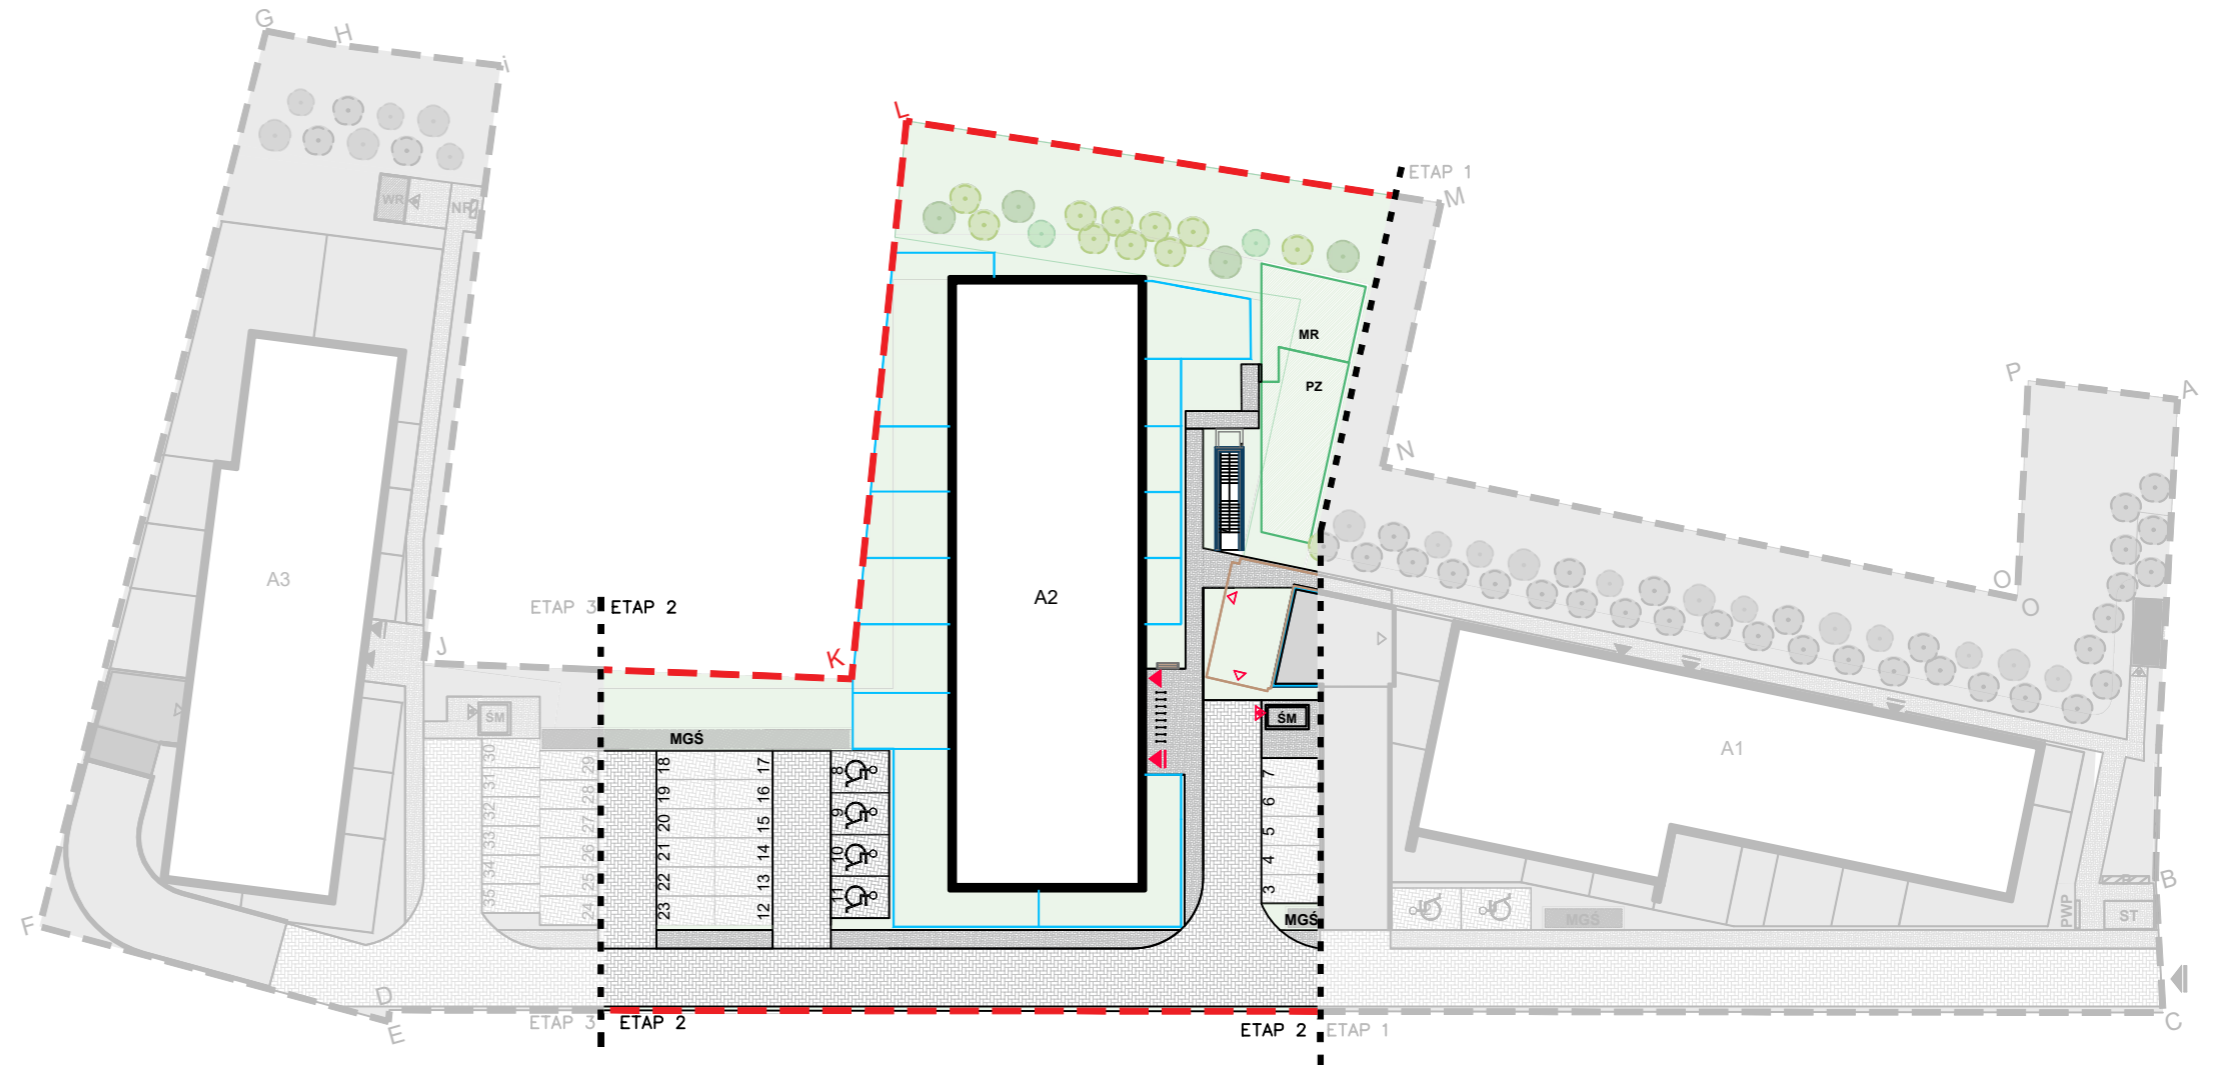 G
H
i
L
ETAP 1
M
WR
NR
MR
PZ
P
A
N
A3
A2
O
O
ETAP 3
ETAP 2
J
K
ŚM
MGŚ
ŚM
A1
30
31
32
33
34
35
29
28
27
26
25
24
18
19
20
21
22
23
17
16
15
14
13
12
8
9
10
11
7
6
5
4
3
MGŚ
MGŚ
PWP
ST
B
F
D
E
ETAP 3
ETAP 2
ETAP 2
ETAP 1
C